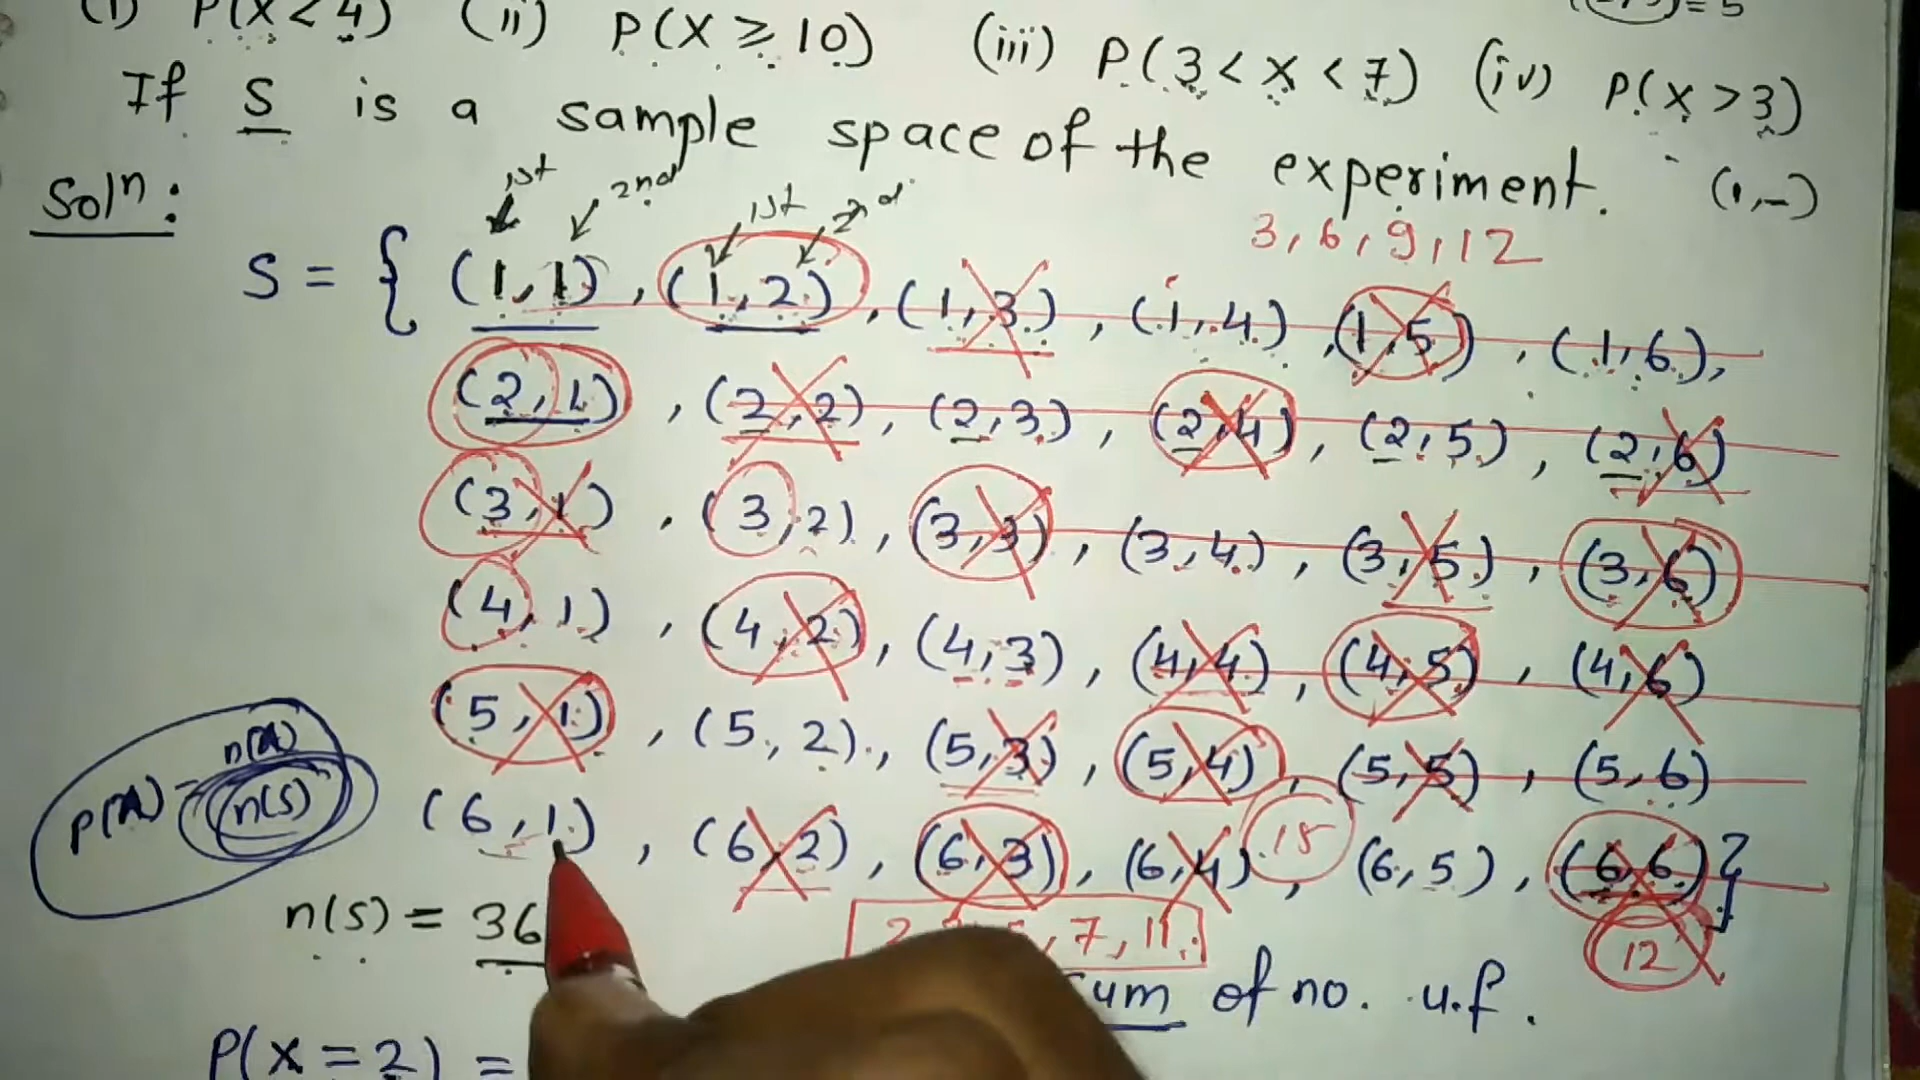 (i) P(X < 4) (ii) P(X ≥ 10) (iii) P(3 < x < 7) (iv) P(x > 3)
= 5
If S is a sample space of the experiment.
(1,-)
Solⁿ:
1st 2nd 1st 2nd
3, 6, 9, 12
S = { (1,1), (1,2), (1,3), (1,4), (1,5), (1,6),
(2,1), (2,2), (2,3), (2,4), (2,5), (2,6)
(3,1), (3,2), (3,3), (3,4), (3,5), (3,6)
(4,1), (4,2), (4,3), (4,4), (4,5), (4,6)
(5,1), (5,2), (5,3), (5,4), (5,5), (5,6)
(6,1), (6,2), (6,3), (6,4), (6,5), (6,6) }
15
12
n(S)
n(S) = 36
2, 7, 11
sum of no. u.f.
P(x = 2) =